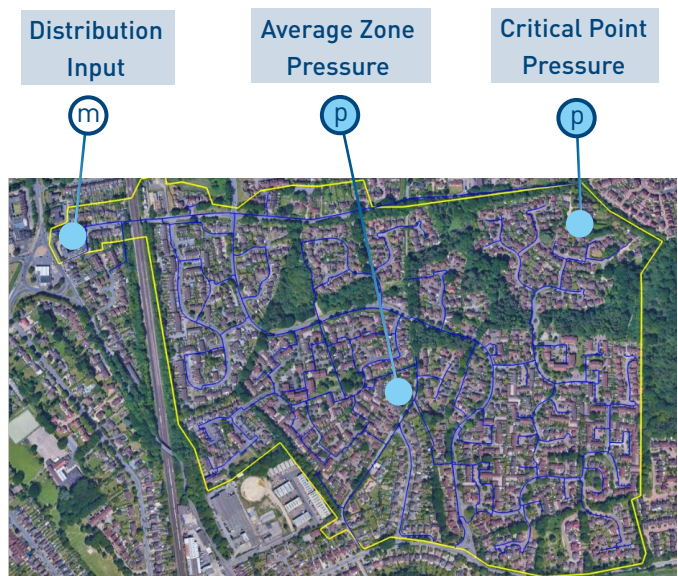 Distribution
Input
Average Zone
Pressure
Critical Point
Pressure
m
p
p